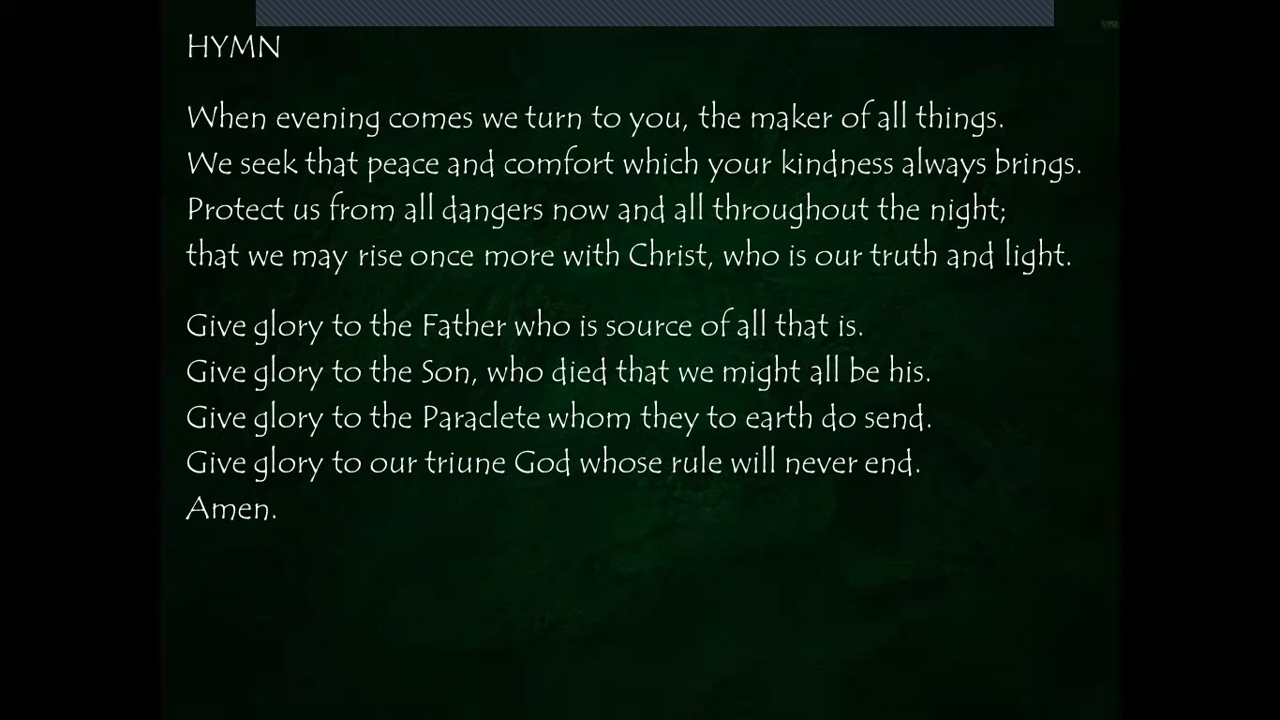 HYMN
When evening comes we turn to you, the maker of all things.
We seek that peace and comfort which your kindness always brings.
Protect us from all dangers now and all throughout the night;
that we may rise once more with Christ, who is our truth and light.
Give glory to the Father who is source of all that is.
Give glory to the Son, who died that we might all be his.
Give glory to the Paraclete whom they to earth do send.
Give glory to our triune God whose rule will never end.
Amen.